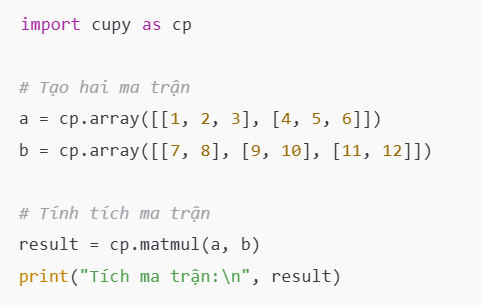 import cupy as cp
# Tạo hai ma trận
a = cp.array([[1, 2, 3], [4, 5, 6]])
b = cp.array([[7, 8], [9, 10], [11, 12]])
# Tính tích ma trận
result = cp.matmul(a, b)
print("Tích ma trận:\n", result)